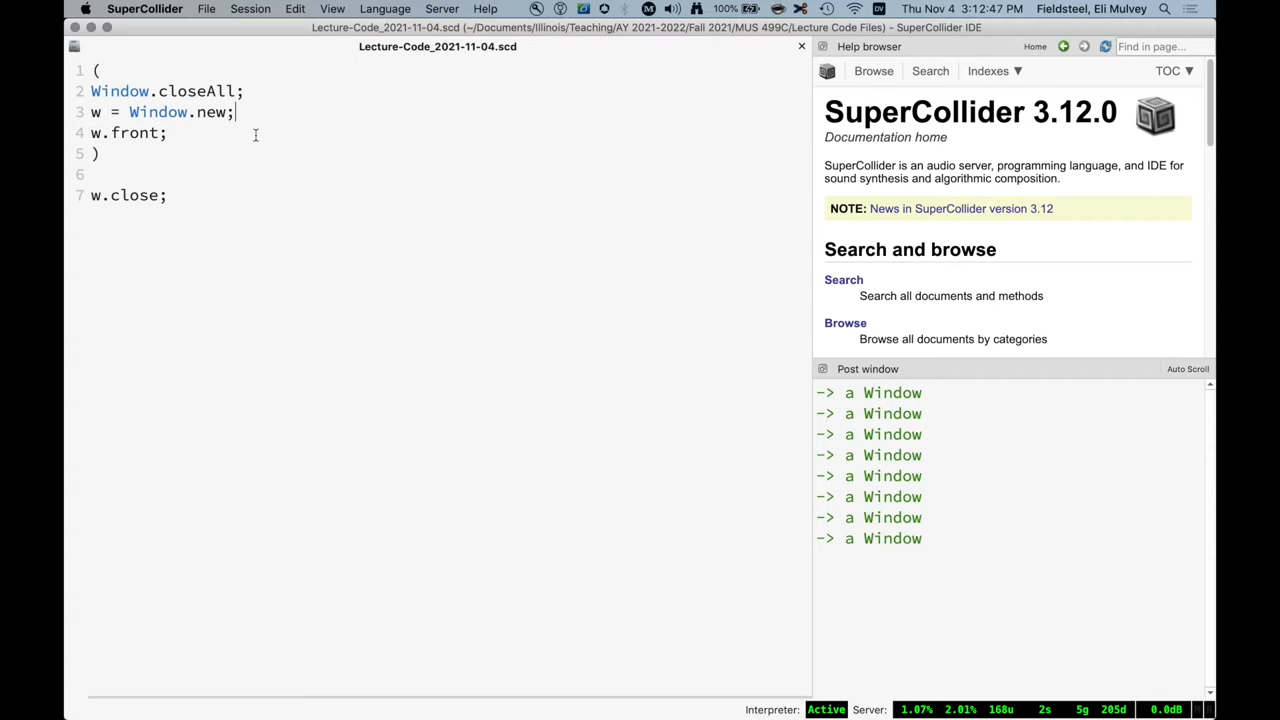 SuperCollider File Session Edit View Language Server Help 100% DV Thu Nov 4 3:12:47 PM Fieldsteel, Eli Mulvey
Lecture-Code_2021-11-04.scd (~/Documents/Illinois/Teaching/AY 2021-2022/Fall 2021/MUS 499C/Lecture Code Files) - SuperCollider IDE
Lecture-Code_2021-11-04.scd
1 (
2 Window.closeAll;
3 w = Window.new;
4 w.front;
5 )
6
7 w.close;
Help browser Home Find in page...
Browse Search Indexes ▼ TOC ▼
SuperCollider 3.12.0
Documentation home
SuperCollider is an audio server, programming language, and IDE for
sound synthesis and algorithmic composition.
NOTE: News in SuperCollider version 3.12
Search and browse
Search
Search all documents and methods
Browse
Browse all documents by categories
Post window Auto Scroll
-> a Window
-> a Window
-> a Window
-> a Window
-> a Window
-> a Window
-> a Window
-> a Window
Interpreter: Active Server: 1.07% 2.01% 168u 2s 5g 205d 0.0dB M R